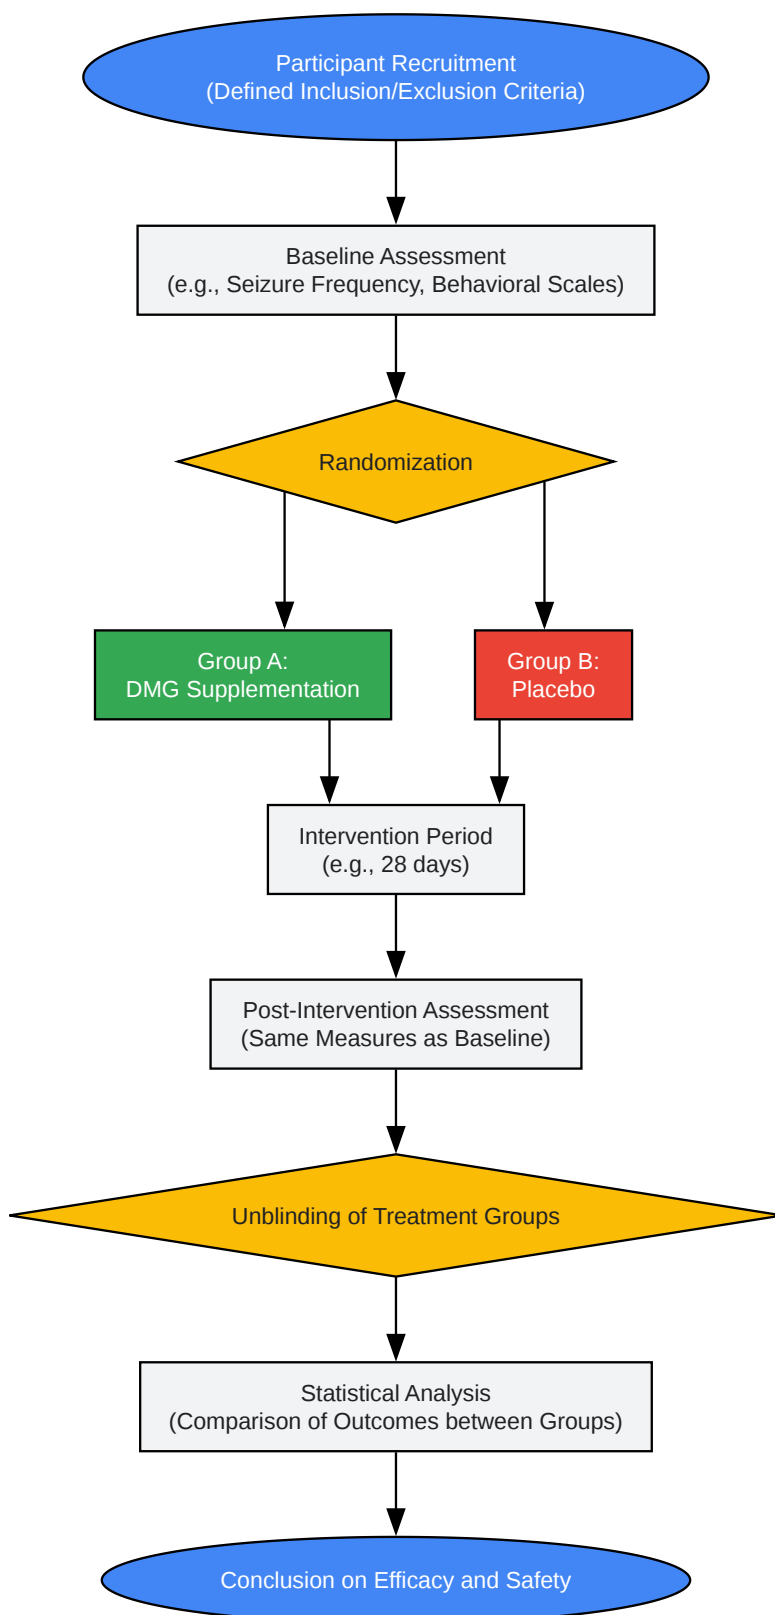 Participant Recruitment
(Defined Inclusion/Exclusion Criteria)
Baseline Assessment
(e.g., Seizure Frequency, Behavioral Scales)
Randomization
Group A:
DMG Supplementation
Group B:
Placebo
Intervention Period
(e.g., 28 days)
Post-Intervention Assessment
(Same Measures as Baseline)
Unblinding of Treatment Groups
Statistical Analysis
(Comparison of Outcomes between Groups)
Conclusion on Efficacy and Safety